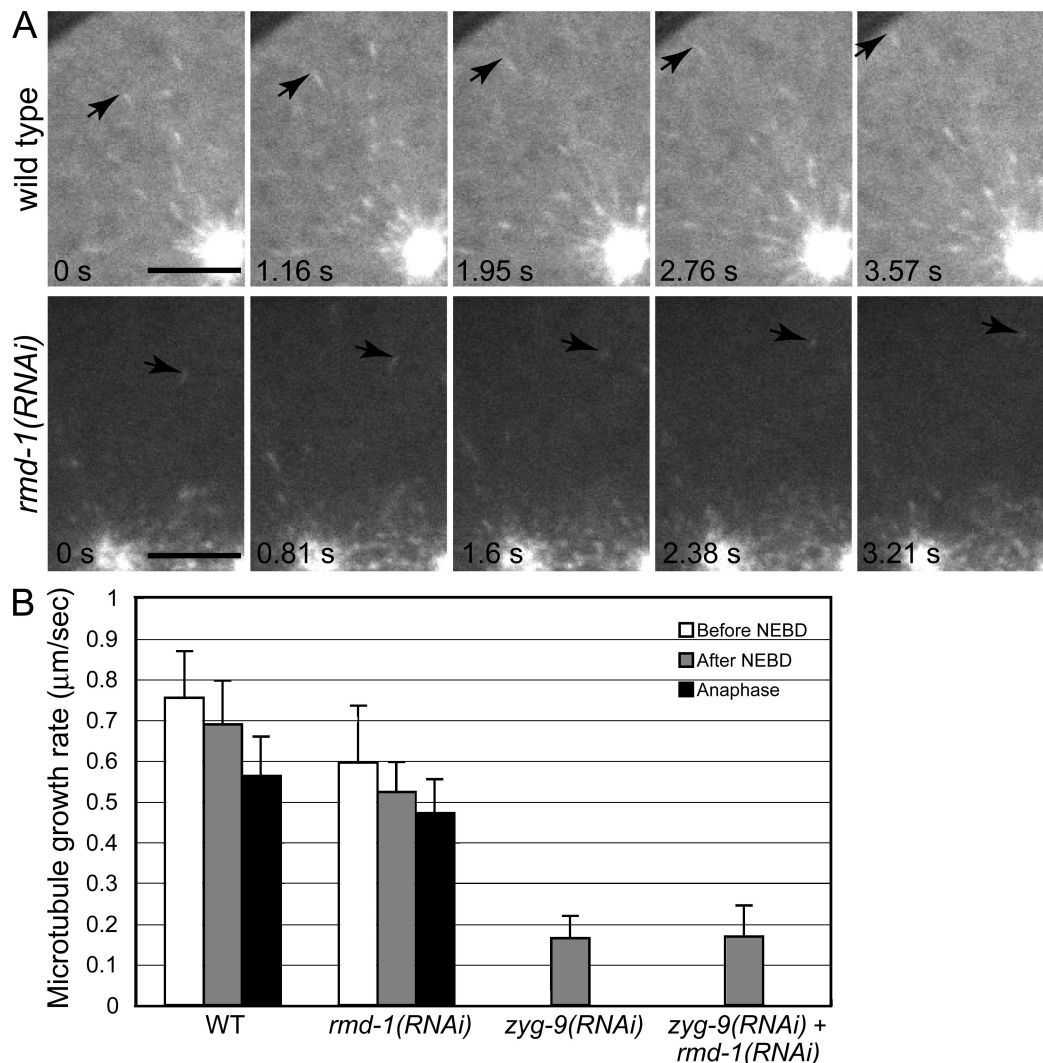 A
wild type
0 s
1.16 s
1.95 s
2.76 s
3.57 s
rmd-1(RNAi)
0 s
0.81 s
1.6 s
2.38 s
3.21 s
B
Microtubule growth rate (μm/sec)
1
0.9
0.8
0.7
0.6
0.5
0.4
0.3
0.2
0.1
0
Before NEBD
After NEBD
Anaphase
WT
rmd-1(RNAi)
zyg-9(RNAi)
zyg-9(RNAi) +
rmd-1(RNAi)